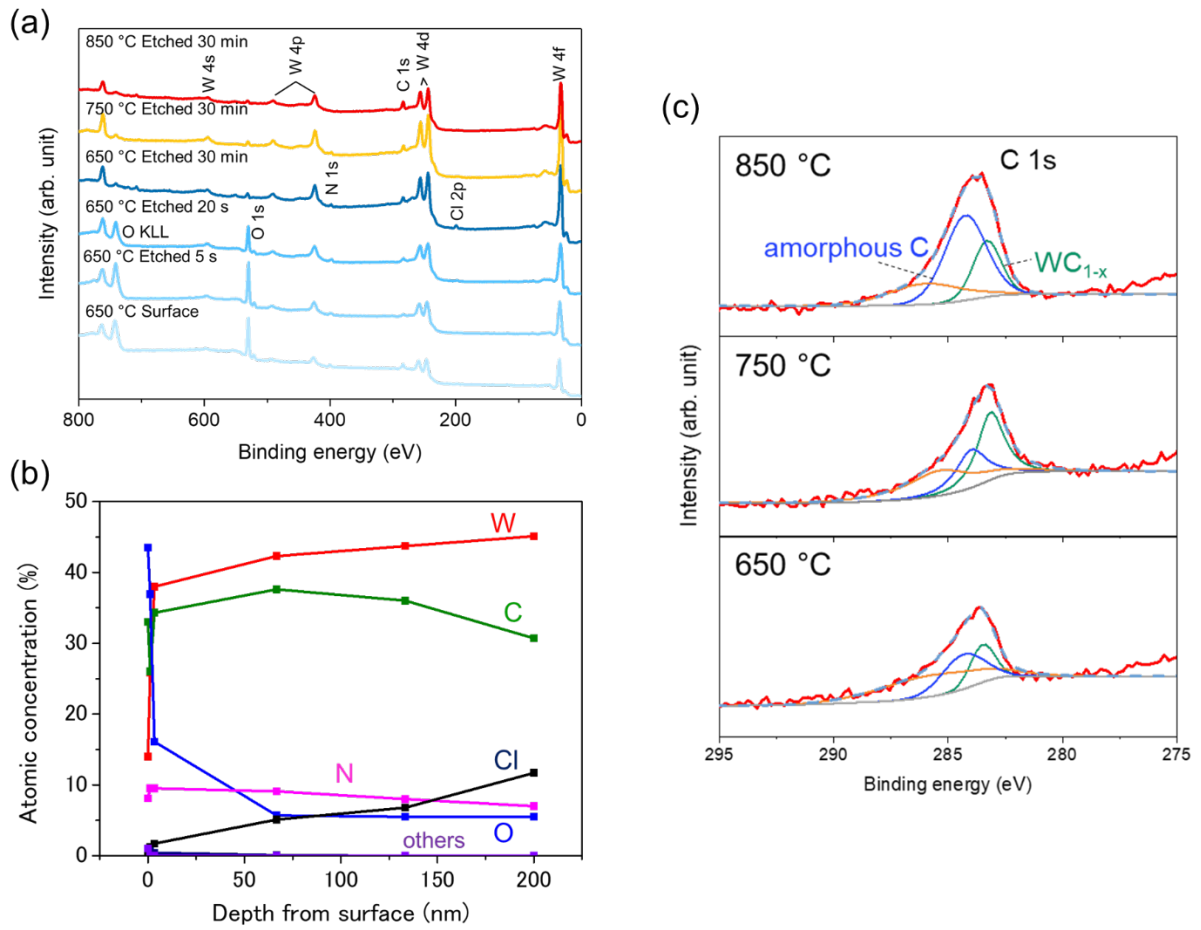 (a)
850 °C Etched 30 min
750 °C Etched 30 min
650 °C Etched 30 min
650 °C Etched 20 s
650 °C Etched 5 s
650 °C Surface
W 4s
W 4p
C 1s
> W 4d
W 4f
N 1s
Cl 2p
O 1s
O KLL
Intensity (arb. unit)
800 600 400 200 0
Binding energy (eV)
(b)
50
40
30
20
10
0
Atomic concentration (%)
W
C
N
Cl
O
others
0 50 100 150 200
Depth from surface (nm)
(c)
850 °C
C 1s
amorphous C
WC1-x
750 °C
650 °C
Intensity (arb. unit)
295 290 285 280 275
Binding energy (eV)